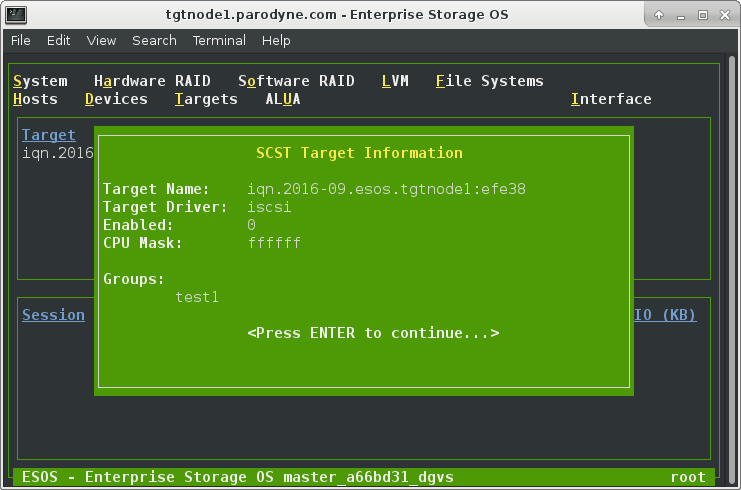 tgtnode1.parodyne.com - Enterprise Storage OS
File Edit View Search Terminal Help
System Hardware RAID Software RAID LVM File Systems
Hosts Devices Targets ALUA Interface
Target
iqn.2016
SCST Target Information
Target Name: iqn.2016-09.esos.tgtnode1:efe38
Target Driver: iscsi
Enabled: 0
CPU Mask: ffffff
Groups:
test1
Session IO (KB)
<Press ENTER to continue...>
ESOS - Enterprise Storage OS master_a66bd31_dgvs root